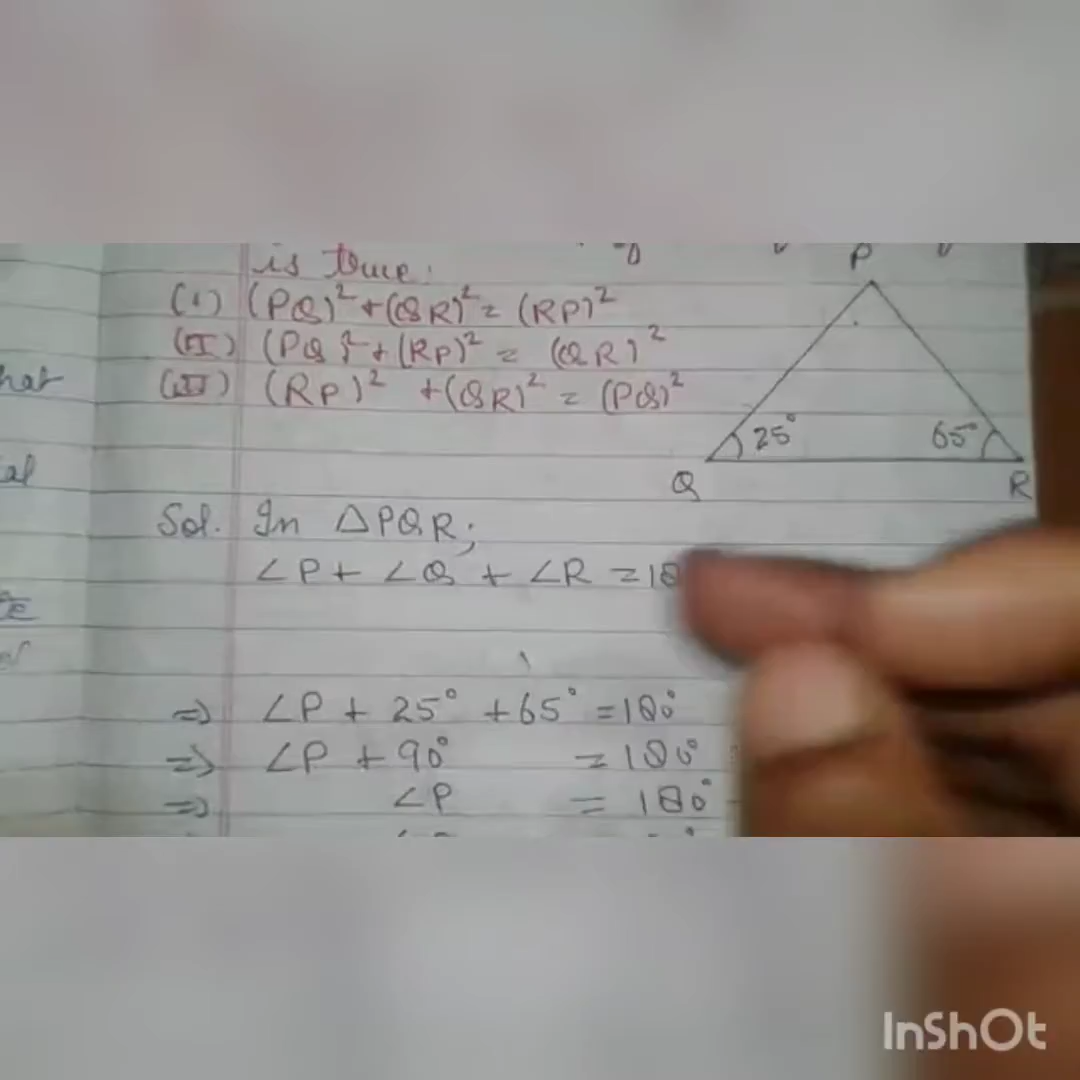 is true:
(I) (PQ)² + (QR)² = (RP)²
(II) (PQ)² + (RP)² = (QR)²
(III) (RP)² + (QR)² = (PQ)²
P
25° 65°
Q R
Sol. In △PQR;
∠P + ∠Q + ∠R = 18
⇒ ∠P + 25° + 65° = 180°
⇒ ∠P + 90° = 180°
⇒ ∠P = 180°
InShOt